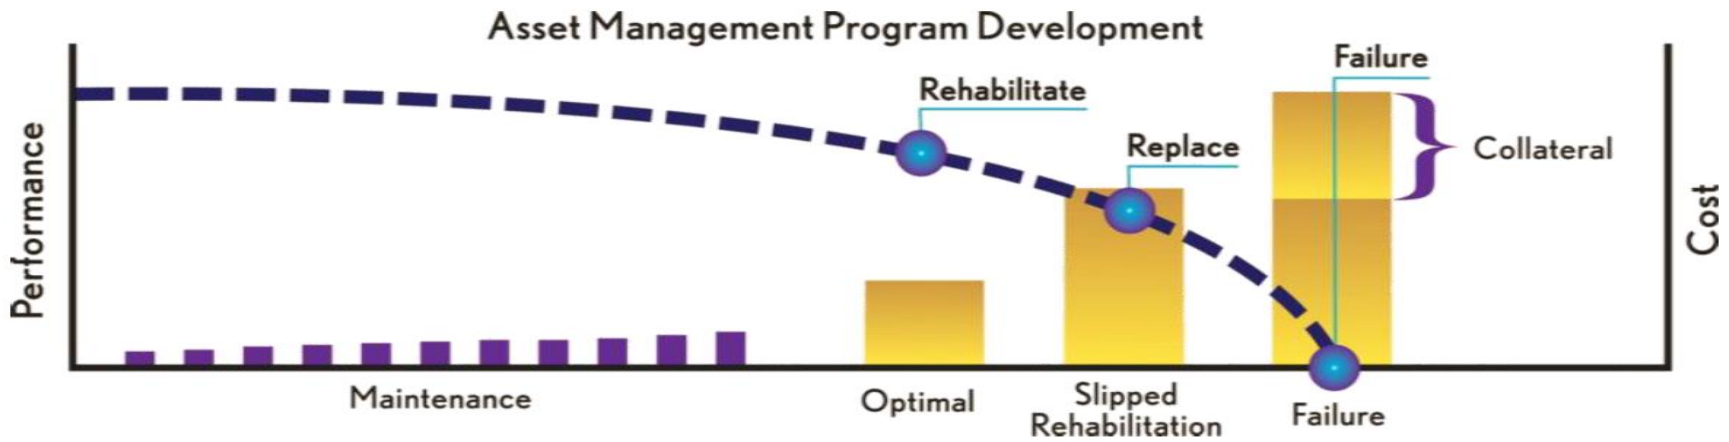 Asset Management Program Development
Failure
Rehabilitate
Replace
Collateral
Performance
Cost
Maintenance
Optimal
Slipped
Rehabilitation
Failure